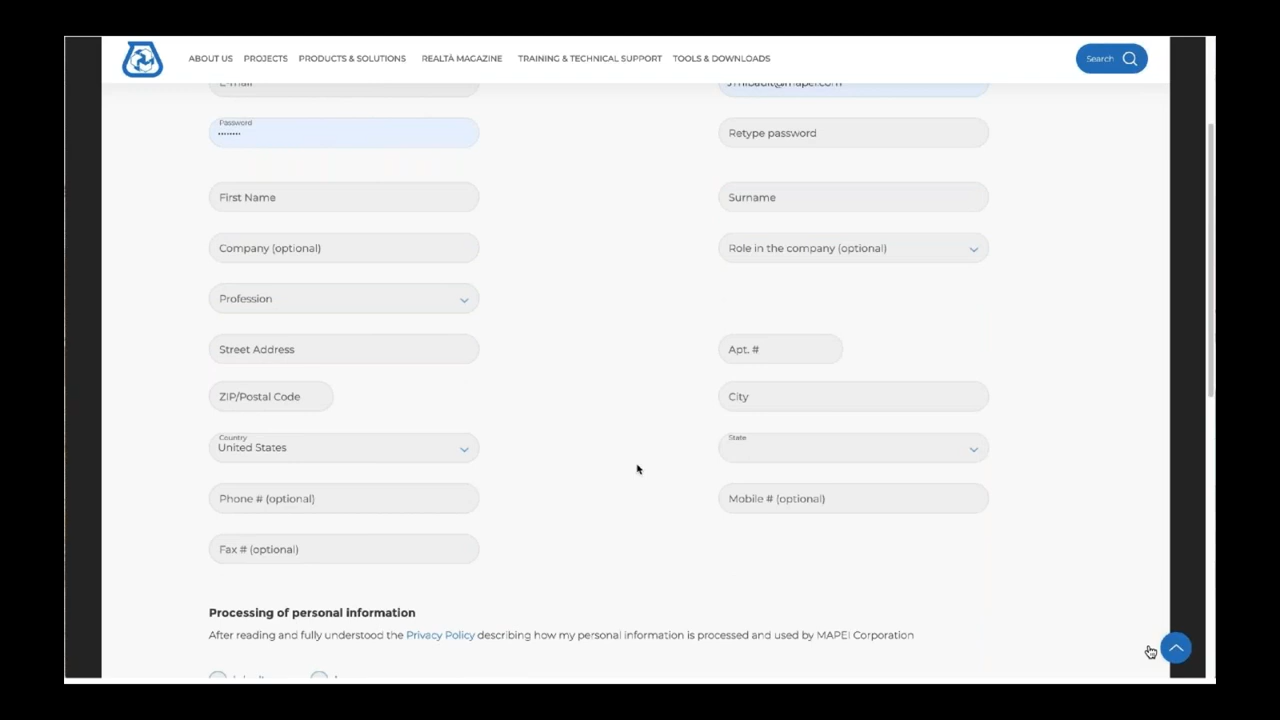 ABOUT US PROJECTS PRODUCTS & SOLUTIONS REALTÀ MAGAZINE TRAINING & TECHNICAL SUPPORT TOOLS & DOWNLOADS Search
E-mail
Password
Retype password
First Name Surname
Company (optional) Role in the company (optional)
Profession
Street Address Apt. #
ZIP/Postal Code City
Country State
United States
Phone # (optional) Mobile # (optional)
Fax # (optional)
Processing of personal information
After reading and fully understood the Privacy Policy describing how my personal information is processed and used by MAPEI Corporation